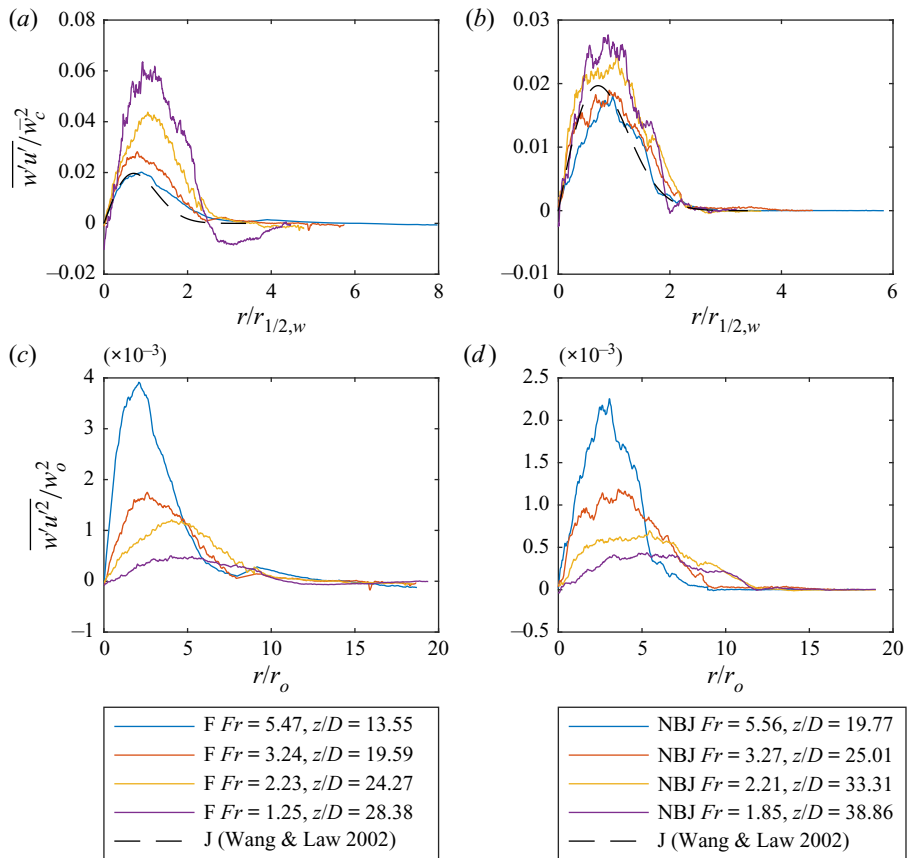 (a)
0.08
0.06
0.04
0.02
0
−0.02
w′u′/w̄c²
0 2 4 6 8
r/r1/2,w
(b)
0.04
0.03
0.02
0.01
0
−0.01
0 2 4 6
r/r1/2,w
(c)
(×10−3)
4
3
2
1
0
−1
w′u′2/wo²
0 5 10 15 20
r/ro
(d)
(×10−3)
2.5
2.0
1.5
1.0
0.5
0
−0.5
0 5 10 15 20
r/ro
F Fr = 5.47, z/D = 13.55
F Fr = 3.24, z/D = 19.59
F Fr = 2.23, z/D = 24.27
F Fr = 1.25, z/D = 28.38
J (Wang & Law 2002)
NBJ Fr = 5.56, z/D = 19.77
NBJ Fr = 3.27, z/D = 25.01
NBJ Fr = 2.21, z/D = 33.31
NBJ Fr = 1.85, z/D = 38.86
J (Wang & Law 2002)